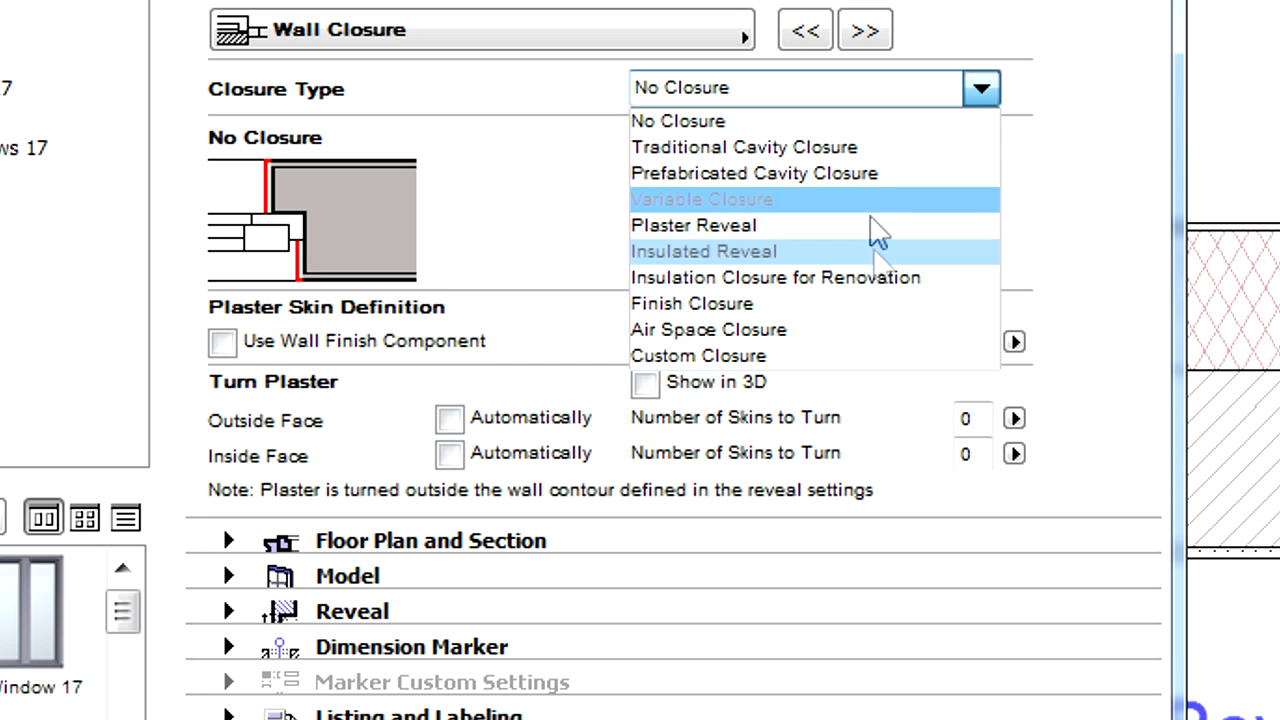 Wall Closure
<< >>
7
Closure Type No Closure
No Closure
No Closure
Traditional Cavity Closure
ws 17
Prefabricated Cavity Closure
Variable Closure
Plaster Reveal
Insulated Reveal
Insulation Closure for Renovation
Plaster Skin Definition
Finish Closure
Use Wall Finish Component
Air Space Closure
Custom Closure
Turn Plaster Show in 3D
Outside Face Automatically Number of Skins to Turn 0
Inside Face Automatically Number of Skins to Turn 0
Note: Plaster is turned outside the wall contour defined in the reveal settings
Floor Plan and Section
Model
Reveal
Dimension Marker
Marker Custom Settings
Window 17
Listing and Labeling